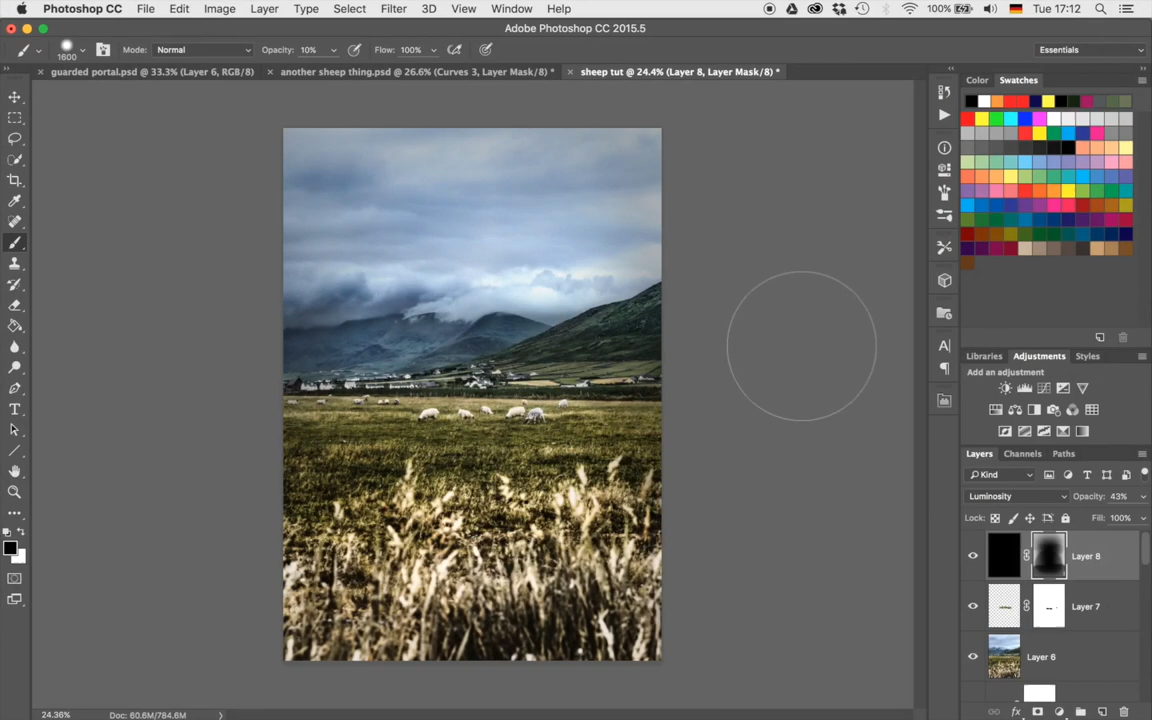 Photoshop CC File Edit Image Layer Type Select Filter 3D View Window Help 100% Tue 17:12
Adobe Photoshop CC 2015.5
1600 Mode: Normal Opacity: 10% Flow: 100% Essentials
guarded portal.psd @ 33.3% (Layer 6, RGB/8) another sheep thing.psd @ 26.6% (Curves 3, Layer Mask/8) * sheep tut @ 24.4% (Layer 8, Layer Mask/8) *
Color Swatches
Libraries Adjustments Styles
Add an adjustment
Layers Channels Paths
Kind
Luminosity Opacity: 43%
Lock: Fill: 100%
Layer 8
Layer 7
Layer 6
24.36% Doc: 60.6M/784.6M